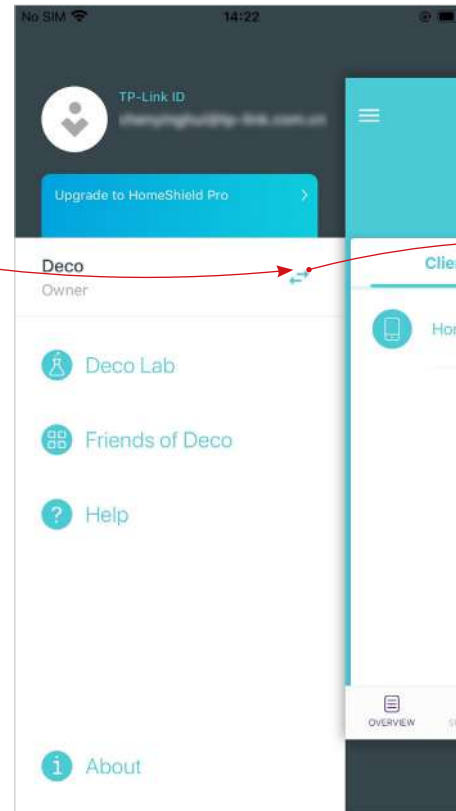 No SIM
14:22
TP-Link ID
Upgrade to HomeShield Pro
Deco
Owner
Deco Lab
Friends of Deco
Help
About
OVERVIEW